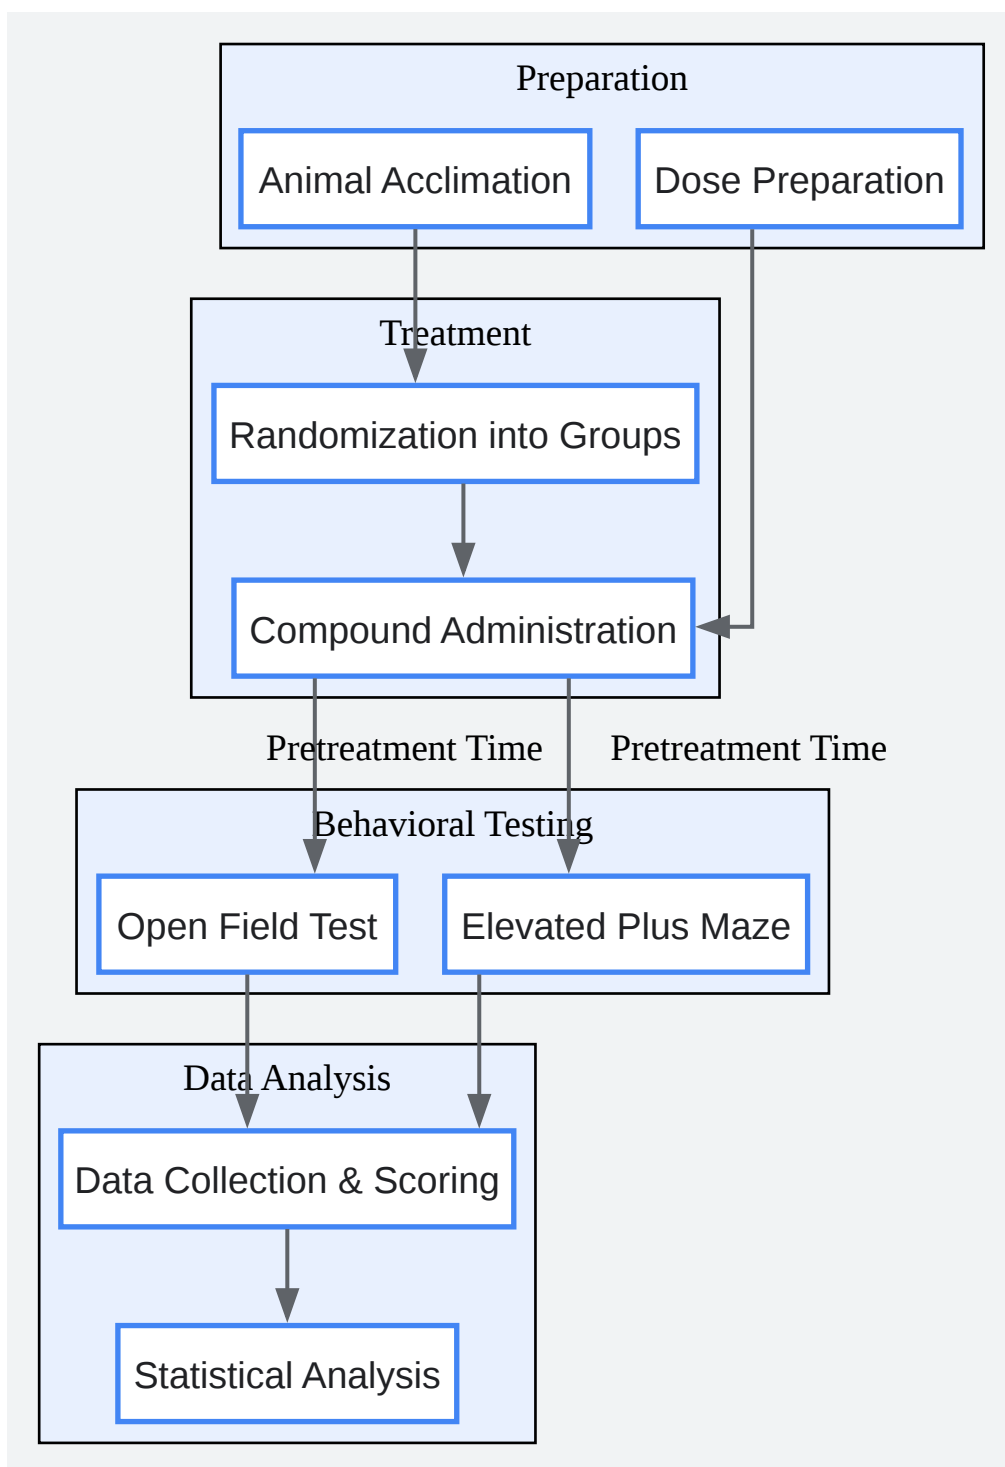 Preparation
Animal Acclimation
Dose Preparation
Treatment
Randomization into Groups
Compound Administration
Pretreatment Time
Pretreatment Time
Behavioral Testing
Open Field Test
Elevated Plus Maze
Data Analysis
Data Collection & Scoring
Statistical Analysis